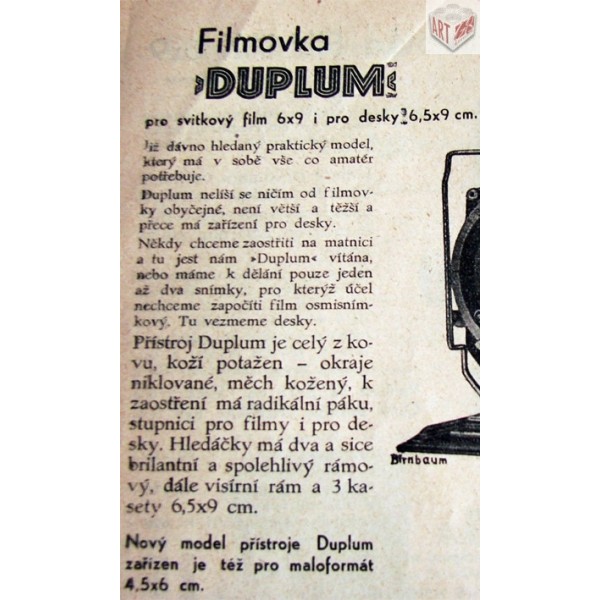 Filmovka
›DUPLUM‹
pro svitkový film 6x9 i pro desky 6,5x9 cm.
Již dávno hledaný praktický model,
který má v sobě vše co amatér
potřebuje.
Duplum neliší se ničím od filmov-
ky obyčejné, není větší a těžší a
přece má zařízení pro desky.
Někdy chceme zaostřiti na matnici
a tu jest nám »Duplum« vítána,
nebo máme k dělání pouze jeden
až dva snímky, pro kterýž účel
nechceme započíti film osmisním-
kový. Tu vezmeme desky.
Přístroj Duplum je celý z ko-
vu, koží potažen – okraje
niklované, měch kožený, k
zaostření má radikální páku,
stupnici pro filmy i pro de-
sky. Hledáčky má dva a sice
brilantní a spolehlivý rámo-
vý, dále visírní rám a 3 ka-
sety 6,5x9 cm.
Nový model přístroje Duplum
zařízen je též pro maloformát
4,5x6 cm.
Birnbaum
ART